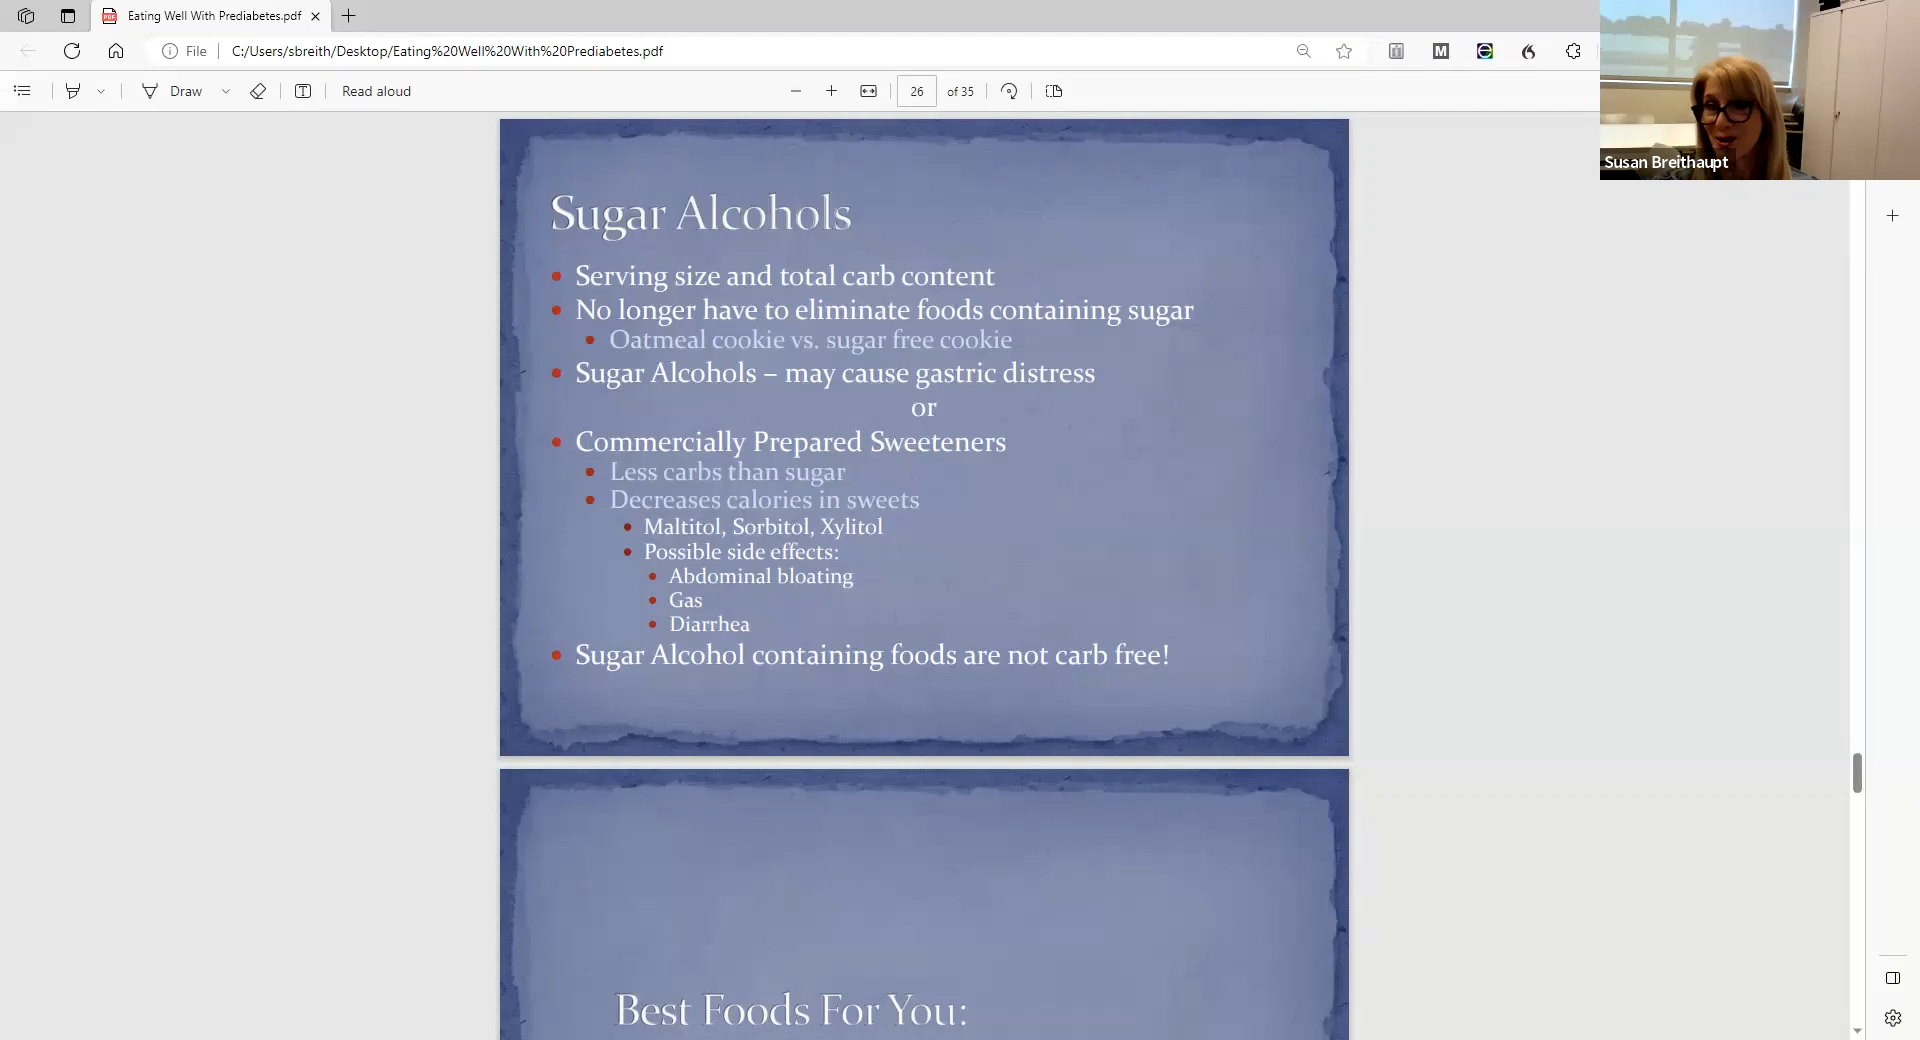 Eating Well With Prediabetes.pdf
File
C:/Users/sbreith/Desktop/Eating%20Well%20With%20Prediabetes.pdf
Draw
Read aloud
26 of 35
Susan Breithaupt
Sugar Alcohols
Serving size and total carb content
No longer have to eliminate foods containing sugar
Oatmeal cookie vs. sugar free cookie
Sugar Alcohols – may cause gastric distress
or
Commercially Prepared Sweeteners
Less carbs than sugar
Decreases calories in sweets
Maltitol, Sorbitol, Xylitol
Possible side effects:
Abdominal bloating
Gas
Diarrhea
Sugar Alcohol containing foods are not carb free!
Best Foods For You: